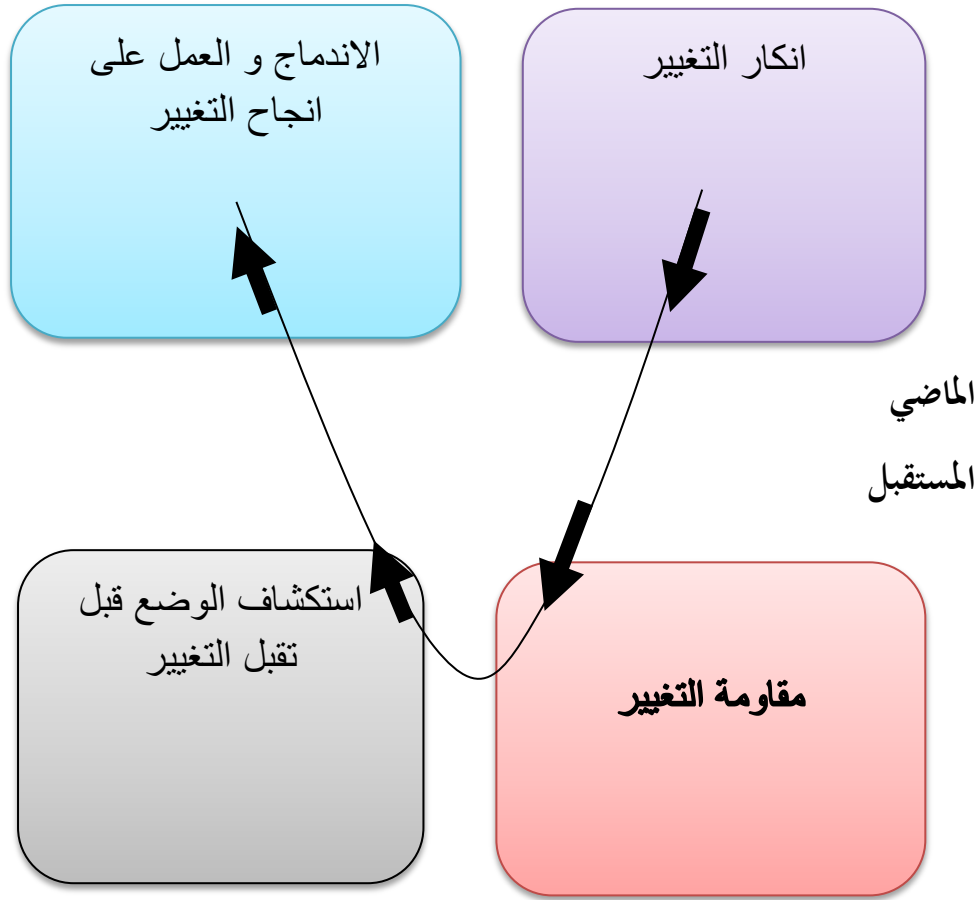 انكار التغيير
الاندماج و العمل على
انجاح التغيير
الماضي
المستقبل
مقاومة التغيير
استكشاف الوضع قبل
تقبل التغيير